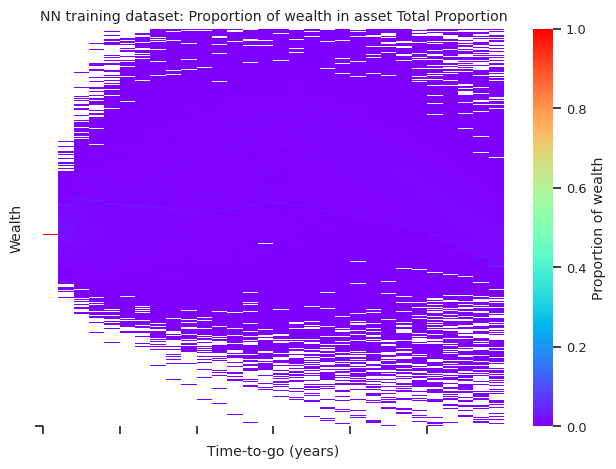 NN training dataset: Proportion of wealth in asset Total Proportion
Wealth
Time-to-go (years)
1.0
0.8
0.6
0.4
0.2
0.0
Proportion of wealth